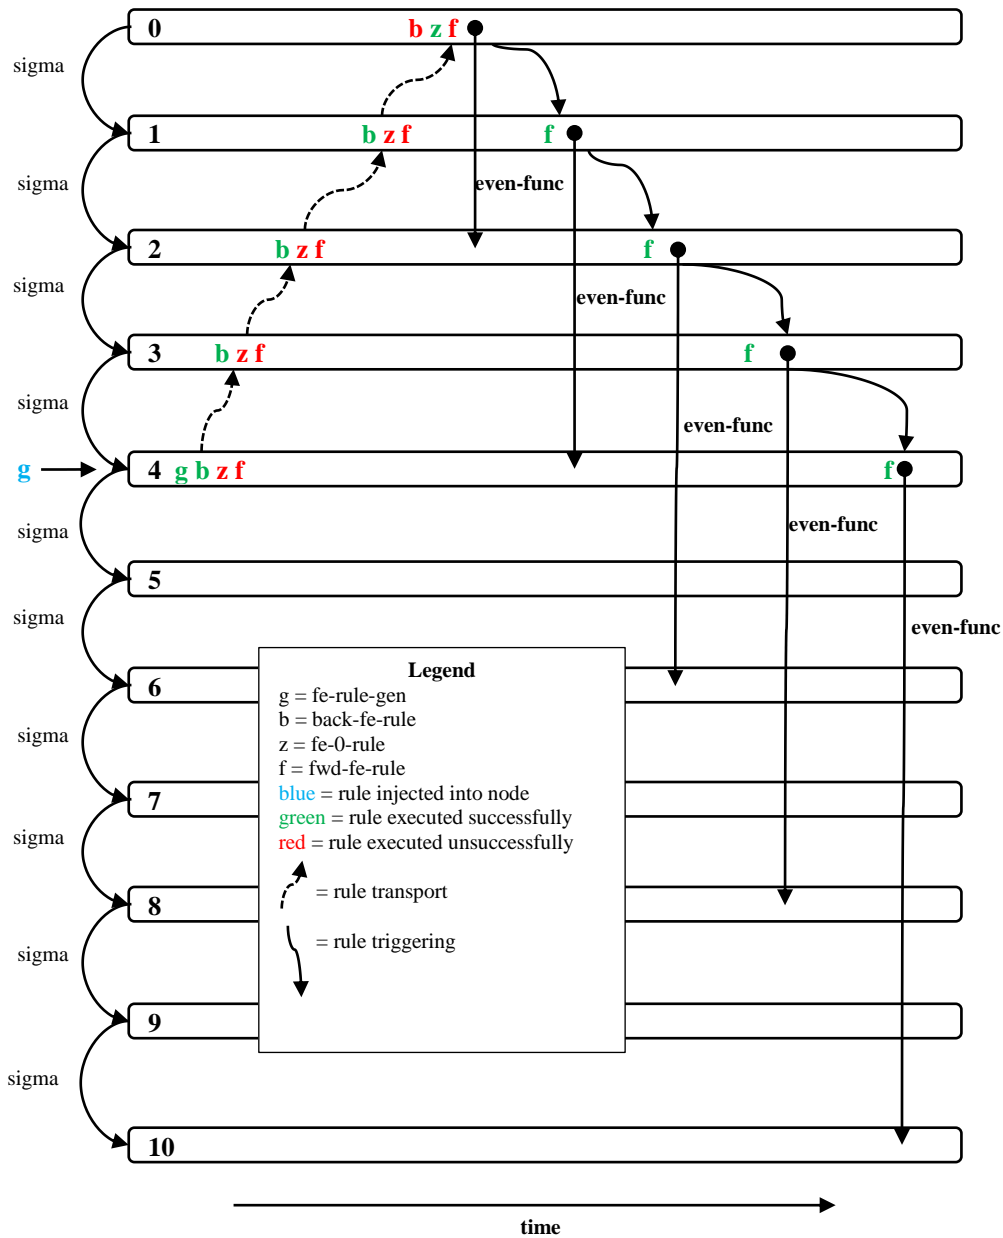 0 b z f
sigma
1 b z f f
sigma
even-func
2 b z f f
sigma
even-func
3 b z f f
sigma
even-func
g 4 g b z f f
sigma
even-func
5
sigma
even-func
6
Legend
g = fe-rule-gen
b = back-fe-rule
z = fe-0-rule
f = fwd-fe-rule
blue = rule injected into node
green = rule executed successfully
red = rule executed unsuccessfully
= rule transport
= rule triggering
sigma
7
sigma
8
sigma
9
sigma
10
time